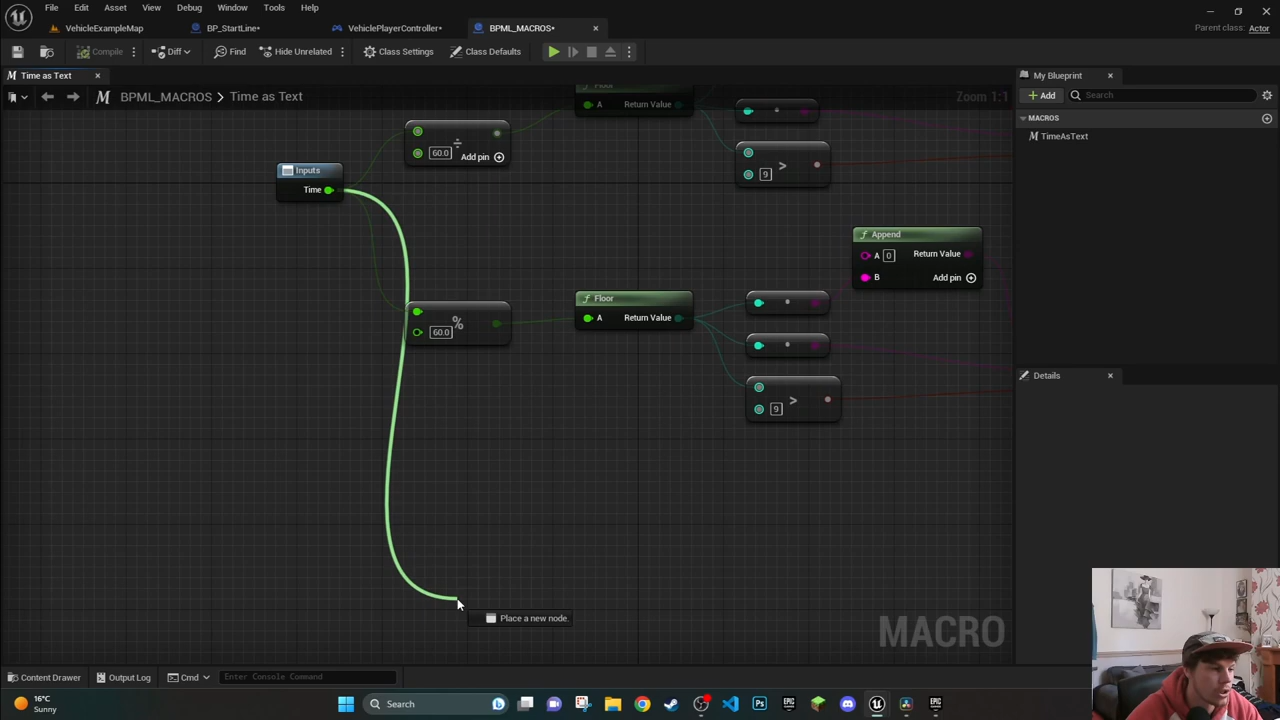 File Edit Asset View Debug Window Tools Help
VehicleExampleMap
BP_StartLine*
VehiclePlayerController*
BPML_MACROS*
Parent class: Actor
Compile
Diff
Find
Hide Unrelated
Class Settings
Class Defaults
Time as Text
BPML_MACROS > Time as Text
Zoom 1:1
My Blueprint
Add
Search
MACROS
TimeAsText
Details
Inputs
Time
60.0
÷
Add pin
A
Return Value
9
>
%
60.0
Floor
A
Return Value
9
>
Append
A 0
Return Value
B
Add pin
Place a new node.
MACRO
Content Drawer
Output Log
Cmd
Enter Console Command
16°C
Sunny
Search
Ps
EPIC
EPIC